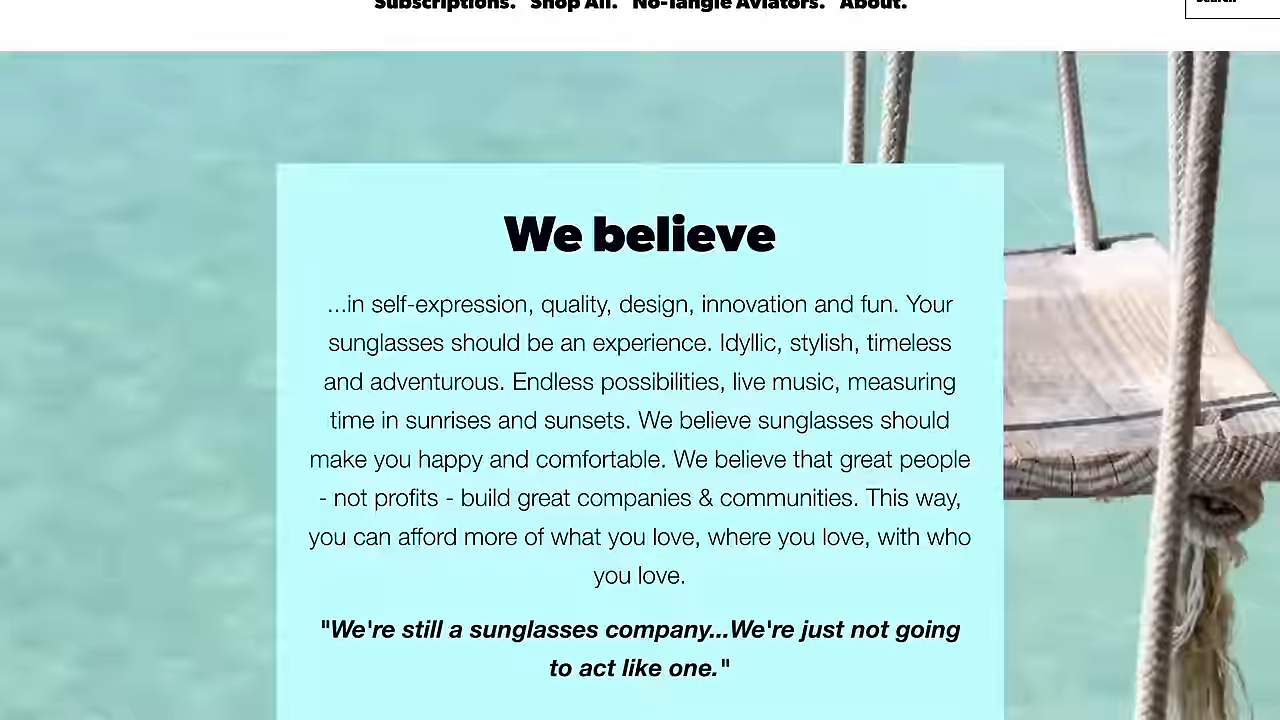 Subscriptions. Shop All. No-Tangle Aviators. About.
Search
We believe
...in self-expression, quality, design, innovation and fun. Your
sunglasses should be an experience. Idyllic, stylish, timeless
and adventurous. Endless possibilities, live music, measuring
time in sunrises and sunsets. We believe sunglasses should
make you happy and comfortable. We believe that great people
- not profits - build great companies & communities. This way,
you can afford more of what you love, where you love, with who
you love.
"We're still a sunglasses company...We're just not going
to act like one."